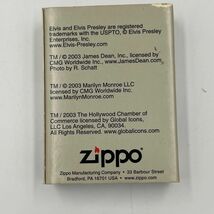 Elvis and Elvis Presley are registered
trademarks with the USPTO, © Elvis Presley
Enterprises, Inc.
www.Elvis-Presley.com
TM / © 2003 James Dean, Inc., licensed by
CMG Worldwide Inc., www.JamesDean.com,
Photo by R. Schatt
TM / © 2003 Marilyn Monroe LLC
licensed by CMG Worldwide Inc.
www.MarilynMonroe.com
TM / 2003 The Hollywood Chamber of
Commerce licensed by Global Icons,
LLC Los Angeles, CA, 90034.
All Rights Reserved. www.globalicons.com
zippo
Zippo Manufacturing Company • 33 Barbour Street
Bradford, PA 16701 USA • www.zippo.com